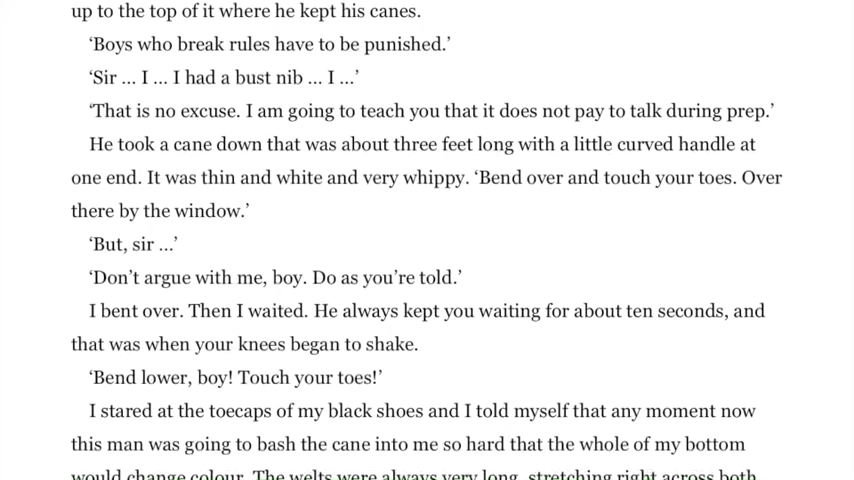 up to the top of it where he kept his canes.
‘Boys who break rules have to be punished.’
‘Sir … I … I had a bust nib … I …’
‘That is no excuse. I am going to teach you that it does not pay to talk during prep.’
He took a cane down that was about three feet long with a little curved handle at
one end. It was thin and white and very whippy. ‘Bend over and touch your toes. Over
there by the window.’
‘But, sir …’
‘Don’t argue with me, boy. Do as you’re told.’
I bent over. Then I waited. He always kept you waiting for about ten seconds, and
that was when your knees began to shake.
‘Bend lower, boy! Touch your toes!’
I stared at the toecaps of my black shoes and I told myself that any moment now
this man was going to bash the cane into me so hard that the whole of my bottom
would change colour. The welts were always very long, stretching right across both